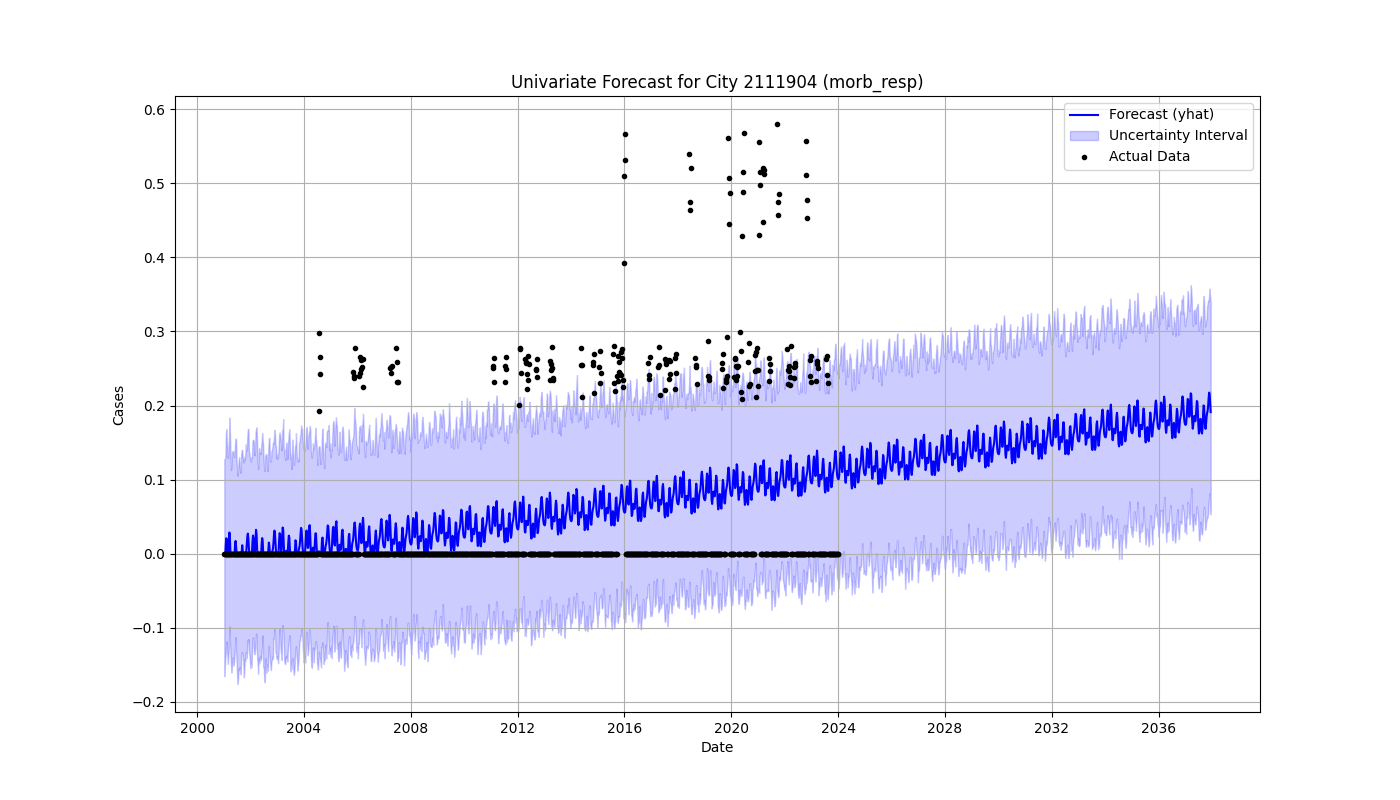 Univariate Forecast for City 2111904 (morb_resp)
Forecast (yhat)
Uncertainty Interval
Actual Data
Cases
0.6
0.5
0.4
0.3
0.2
0.1
0.0
−0.1
−0.2
2000 2004 2008 2012 2016 2020 2024 2028 2032 2036
Date